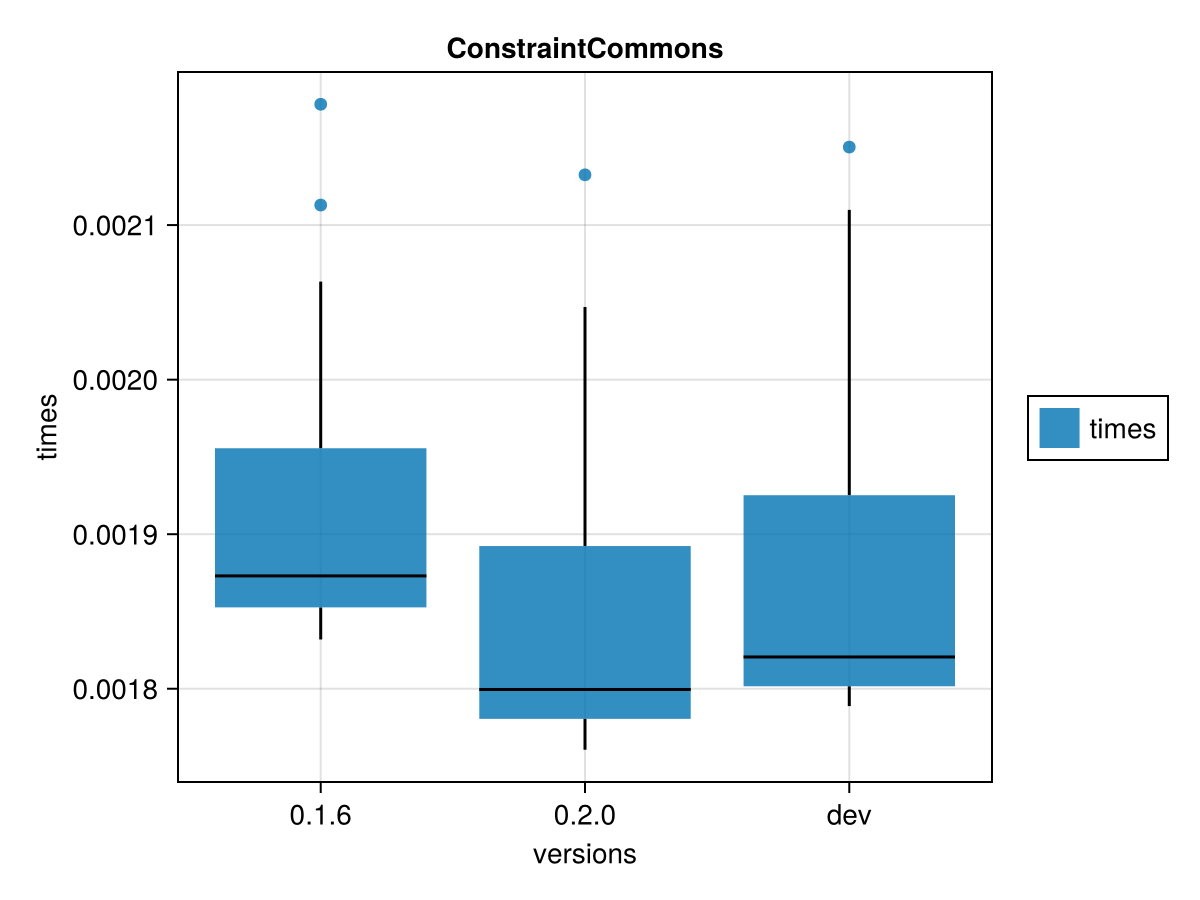 ConstraintCommons
0.0021
0.0020
0.0019
0.0018
times
times
0.1.6
0.2.0
dev
versions